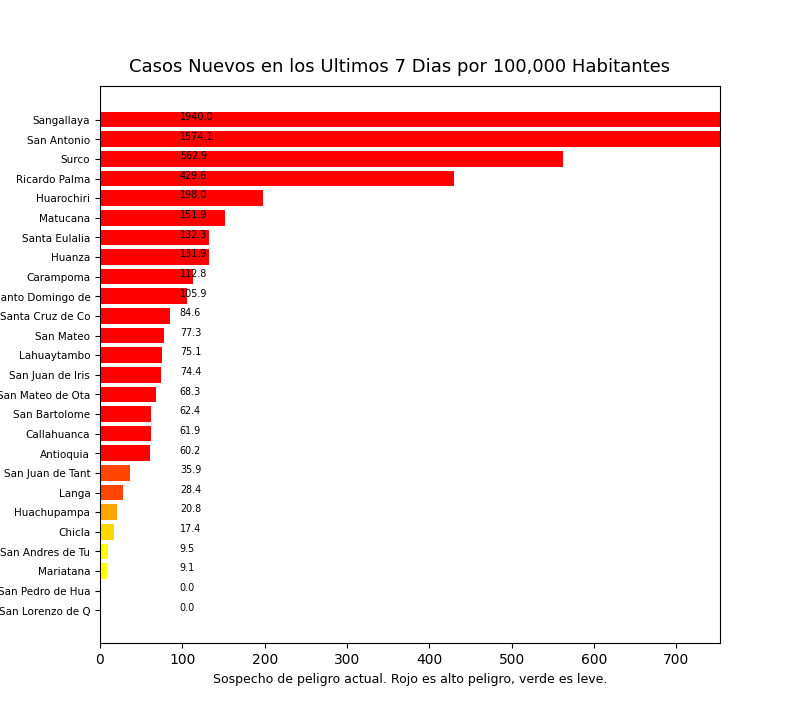 Casos Nuevos en los Ultimos 7 Dias por 100,000 Habitantes
Sangallaya 1940.0
San Antonio 1574.1
Surco 562.9
Ricardo Palma 429.6
Huarochiri 198.0
Matucana 151.9
Santa Eulalia 132.3
Huanza 131.9
Carampoma 112.8
anto Domingo de 105.9
Santa Cruz de Co 84.6
San Mateo 77.3
Lahuaytambo 75.1
San Juan de Iris 74.4
San Mateo de Ota 68.3
San Bartolome 62.4
Callahuanca 61.9
Antioquia 60.2
San Juan de Tant 35.9
Langa 28.4
Huachupampa 20.8
Chicla 17.4
San Andres de Tu 9.5
Mariatana 9.1
San Pedro de Hua 0.0
San Lorenzo de Q 0.0
0 100 200 300 400 500 600 700
Sospecho de peligro actual. Rojo es alto peligro, verde es leve.